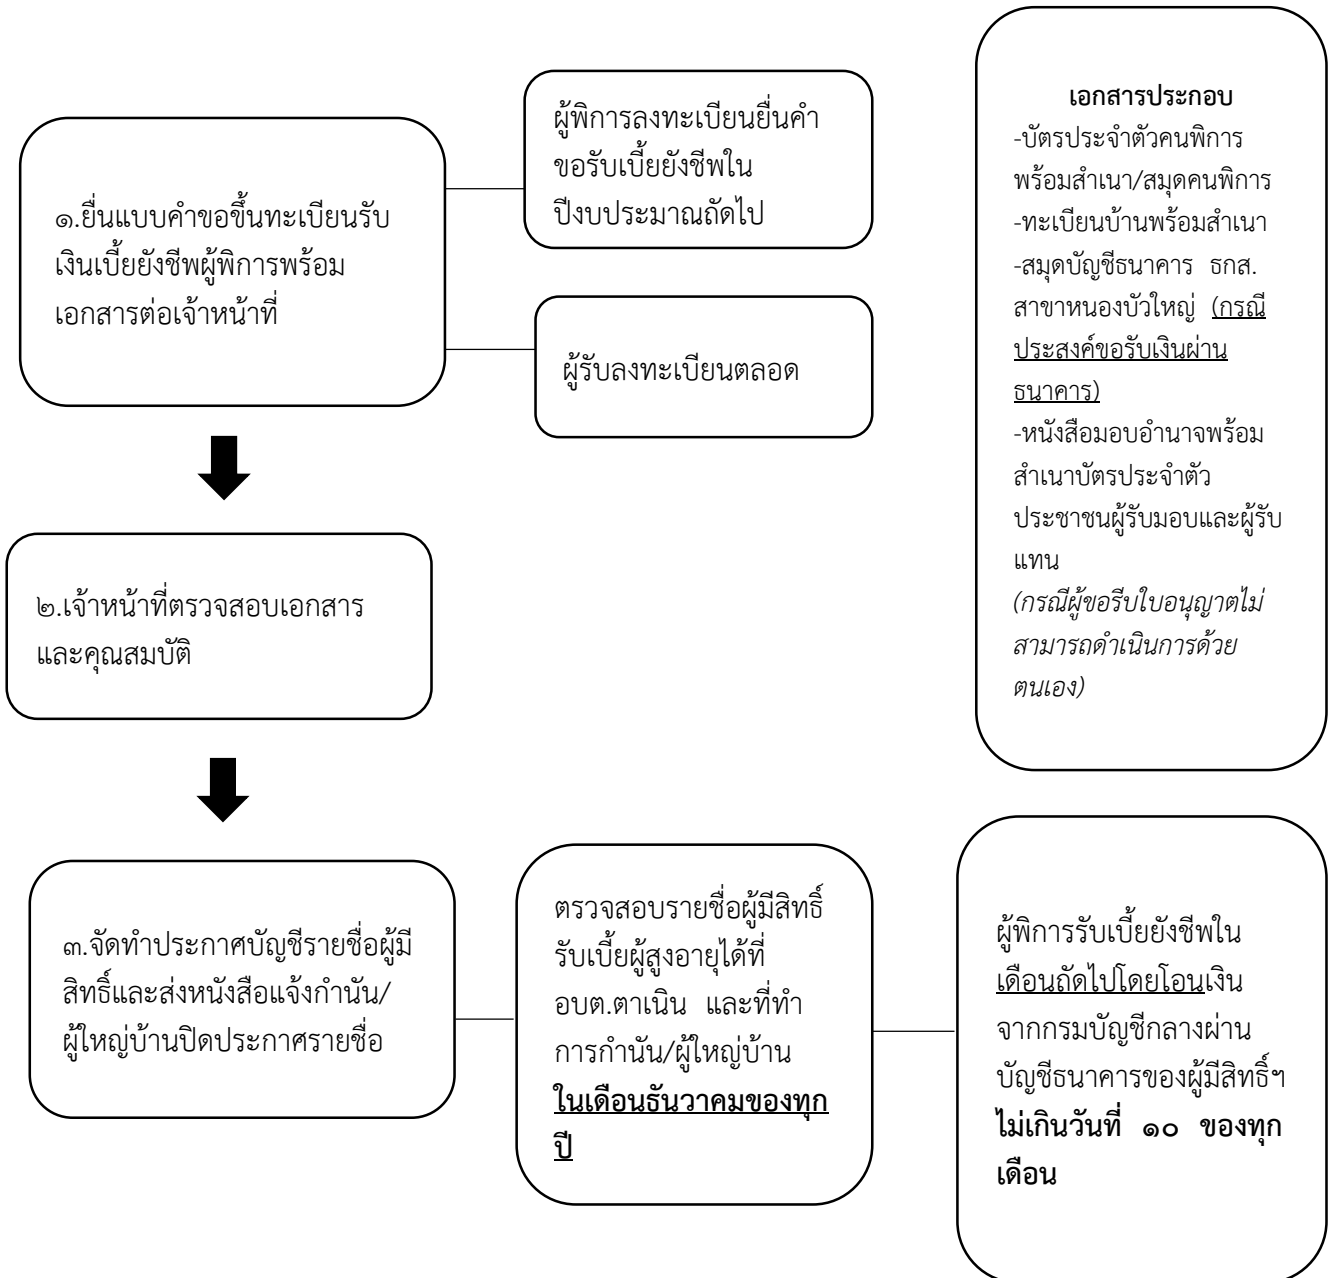 ๑.ยื่นแบบคำขอขึ้นทะเบียนรับ
เงินเบี้ยยังชีพผู้พิการพร้อม
เอกสารต่อเจ้าหน้าที่
ผู้พิการลงทะเบียนยื่นคำ
ขอรับเบี้ยยังชีพใน
ปีงบประมาณถัดไป
ผู้รับลงทะเบียนตลอด
เอกสารประกอบ
-บัตรประจำตัวคนพิการ
พร้อมสำเนา/สมุดคนพิการ
-ทะเบียนบ้านพร้อมสำเนา
-สมุดบัญชีธนาคาร ธกส.
สาขาหนองบัวใหญ่ (กรณี
ประสงค์ขอรับเงินผ่าน
ธนาคาร)
-หนังสือมอบอำนาจพร้อม
สำเนาบัตรประจำตัว
ประชาชนผู้รับมอบและผู้รับ
แทน
(กรณีผู้ขอรีบใบอนุญาตไม่
สามารถดำเนินการด้วย
ตนเอง)
๒.เจ้าหน้าที่ตรวจสอบเอกสาร
และคุณสมบัติ
๓.จัดทำประกาศบัญชีรายชื่อผู้มี
สิทธิ์และส่งหนังสือแจ้งกำนัน/
ผู้ใหญ่บ้านปิดประกาศรายชื่อ
ตรวจสอบรายชื่อผู้มีสิทธิ์
รับเบี้ยผู้สูงอายุได้ที่
อบต.ตาเนิน และที่ทำ
การกำนัน/ผู้ใหญ่บ้าน
ในเดือนธันวาคมของทุก
ปี
ผู้พิการรับเบี้ยยังชีพใน
เดือนถัดไปโดยโอนเงิน
จากกรมบัญชีกลางผ่าน
บัญชีธนาคารของผู้มีสิทธิ์ฯ
ไม่เกินวันที่ ๑๐ ของทุก
เดือน